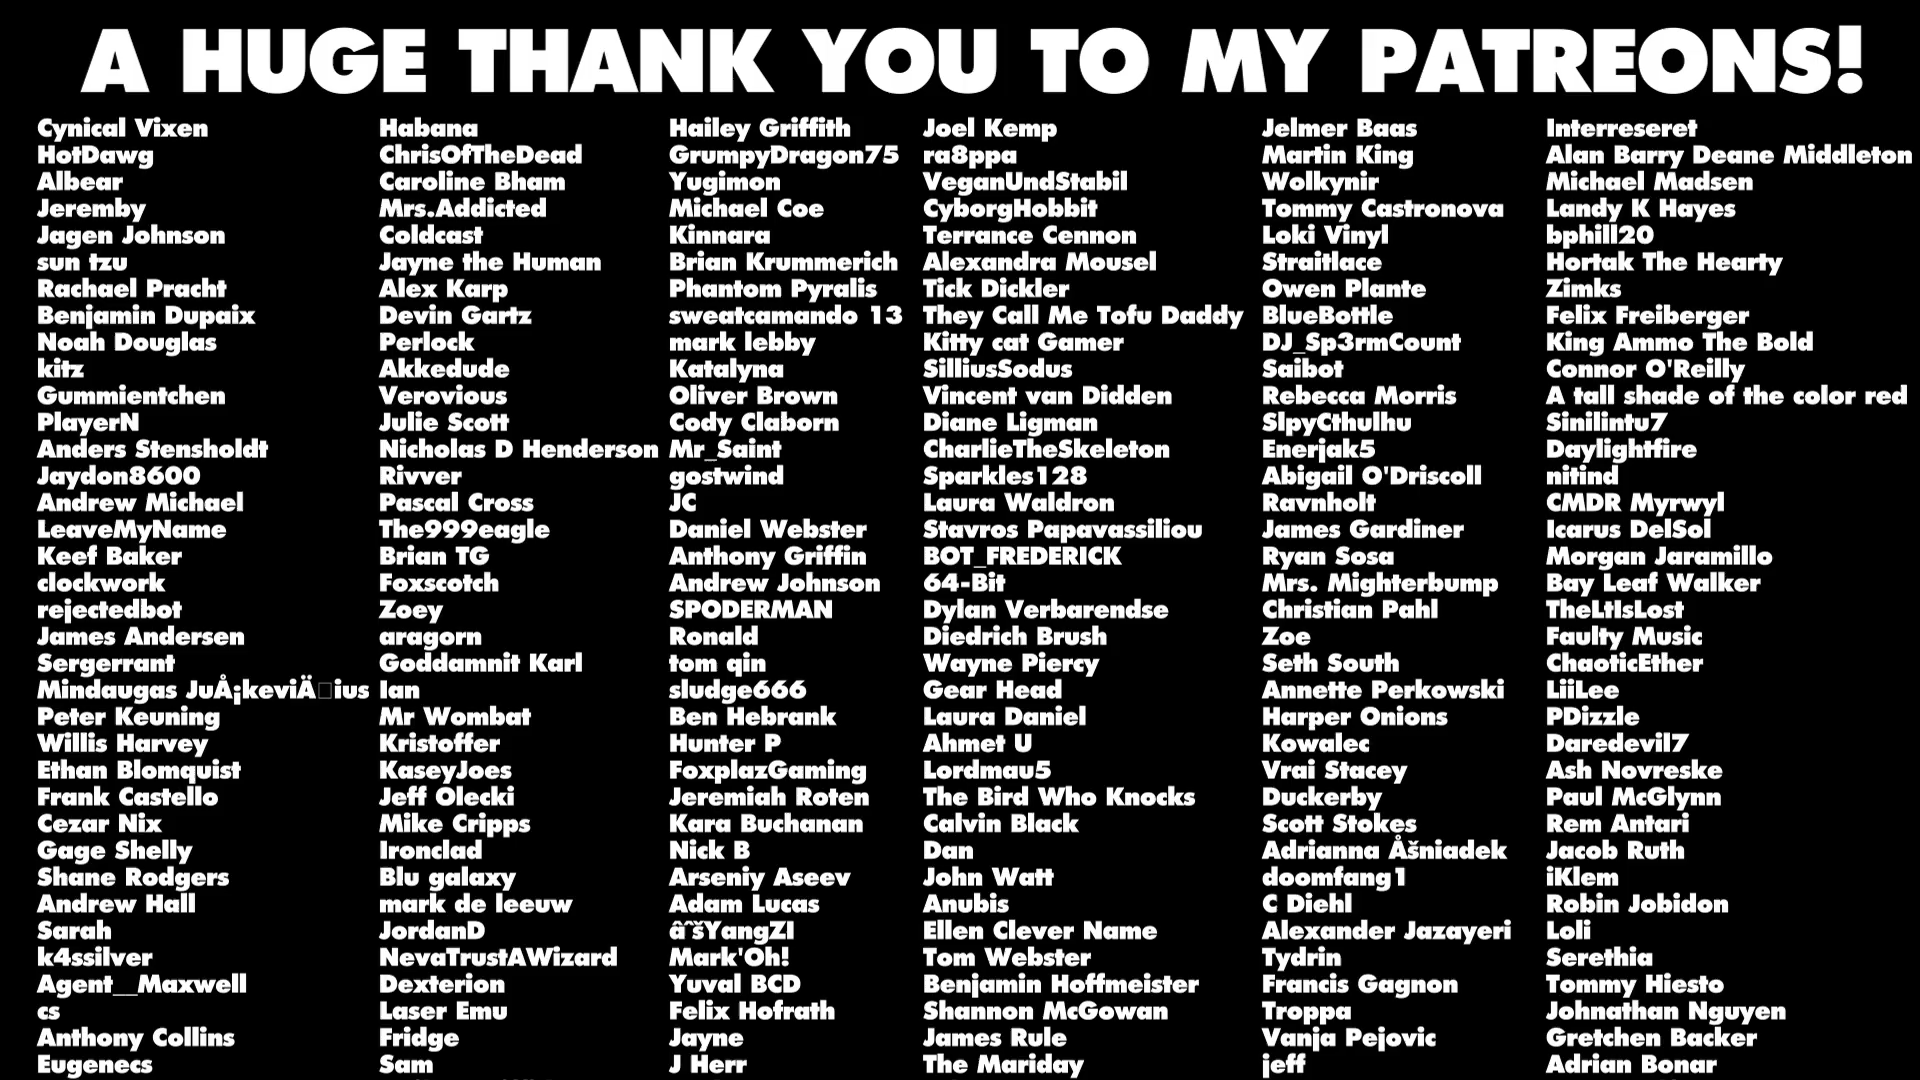 A HUGE THANK YOU TO MY PATREONS!
Cynical Vixen
HotDawg
Albear
Jeremby
Jagen Johnson
sun tzu
Rachael Pracht
Benjamin Dupaix
Noah Douglas
kitz
Gummientchen
PlayerN
Anders Stensholdt
Jaydon8600
Andrew Michael
LeaveMyName
Keef Baker
clockwork
rejectedbot
James Andersen
Sergerrant
Mindaugas JuÅ¡keviÄ□ius
Peter Keuning
Willis Harvey
Ethan Blomquist
Frank Castello
Cezar Nix
Gage Shelly
Shane Rodgers
Andrew Hall
Sarah
k4ssilver
Agent__Maxwell
cs
Anthony Collins
Eugenecs
Habana
ChrisOfTheDead
Caroline Bham
Mrs.Addicted
Coldcast
Jayne the Human
Alex Karp
Devin Gartz
Perlock
Akkedude
Verovious
Julie Scott
Nicholas D Henderson
Rivver
Pascal Cross
The999eagle
Brian TG
Foxscotch
Zoey
aragorn
Goddamnit Karl
Ian
Mr Wombat
Kristoffer
KaseyJoes
Jeff Olecki
Mike Cripps
Ironclad
Blu galaxy
mark de leeuw
JordanD
NevaTrustAWizard
Dexterion
Laser Emu
Fridge
Sam
Hailey Griffith
GrumpyDragon75
Yugimon
Michael Coe
Kinnara
Brian Krummerich
Phantom Pyralis
sweatcamando 13
mark lebby
Katalyna
Oliver Brown
Cody Claborn
Mr_Saint
gostwind
JC
Daniel Webster
Anthony Griffin
Andrew Johnson
SPODERMAN
Ronald
tom qin
sludge666
Ben Hebrank
Hunter P
FoxplazGaming
Jeremiah Roten
Kara Buchanan
Nick B
Arseniy Aseev
Adam Lucas
âˆšYangZI
Mark'Oh!
Yuval BCD
Felix Hofrath
Jayne
J Herr
Joel Kemp
ra8ppa
VeganUndStabil
CyborgHobbit
Terrance Cennon
Alexandra Mousel
Tick Dickler
They Call Me Tofu Daddy
Kitty cat Gamer
SilliusSodus
Vincent van Didden
Diane Ligman
CharlieTheSkeleton
Sparkles128
Laura Waldron
Stavros Papavassiliou
BOT_FREDERICK
64-Bit
Dylan Verbarendse
Diedrich Brush
Wayne Piercy
Gear Head
Laura Daniel
Ahmet U
Lordmau5
The Bird Who Knocks
Calvin Black
Dan
John Watt
Anubis
Ellen Clever Name
Tom Webster
Benjamin Hoffmeister
Shannon McGowan
James Rule
The Mariday
Jelmer Baas
Martin King
Wolkynir
Tommy Castronova
Loki Vinyl
Straitlace
Owen Plante
BlueBottle
DJ_Sp3rmCount
Saibot
Rebecca Morris
SlpyCthulhu
Enerjak5
Abigail O'Driscoll
Ravnholt
James Gardiner
Ryan Sosa
Mrs. Mighterbump
Christian Pahl
Zoe
Seth South
Annette Perkowski
Harper Onions
Kowalec
Vrai Stacey
Duckerby
Scott Stokes
Adrianna Åšniadek
doomfang1
C Diehl
Alexander Jazayeri
Tydrin
Francis Gagnon
Troppa
Vanja Pejovic
jeff
Interreseret
Alan Barry Deane Middleton
Michael Madsen
Landy K Hayes
bphill20
Hortak The Hearty
Zimks
Felix Freiberger
King Ammo The Bold
Connor O'Reilly
A tall shade of the color red
Sinilintu7
Daylightfire
nitind
CMDR Myrwyl
Icarus DelSol
Morgan Jaramillo
Bay Leaf Walker
TheLtIsLost
Faulty Music
ChaoticEther
LiiLee
PDizzle
Daredevil7
Ash Novreske
Paul McGlynn
Rem Antari
Jacob Ruth
iKlem
Robin Jobidon
Loli
Serethia
Tommy Hiesto
Johnathan Nguyen
Gretchen Backer
Adrian Bonar